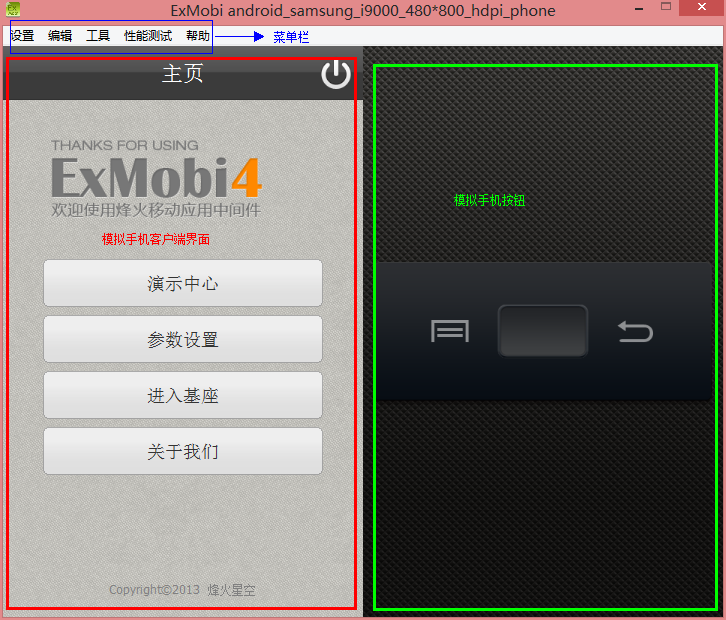 ExMobi android_samsung_i9000_480*800_hdpi_phone
设置 编辑 工具 性能测试 帮助 菜单栏
主页
THANKS FOR USING
ExMobi4
欢迎使用烽火移动应用中间件
模拟手机客户端界面
演示中心
参数设置
进入基座
关于我们
Copyright©2013 烽火星空
模拟手机按钮